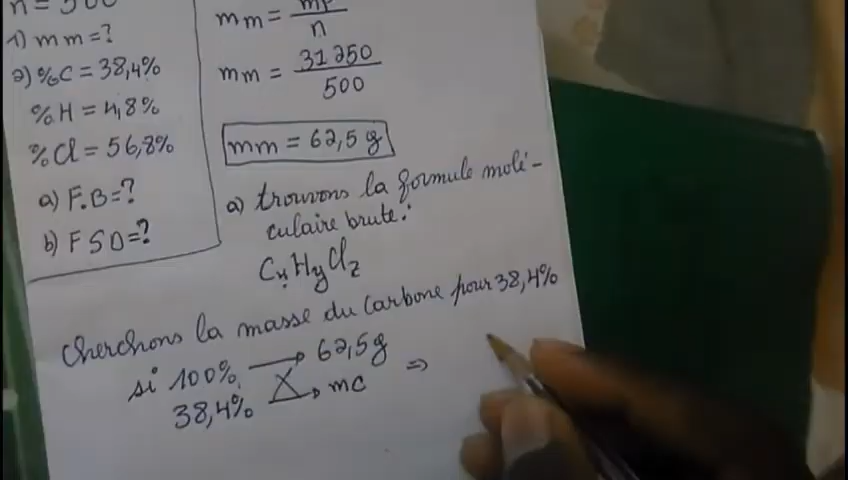 n = 500
1) mm = ?
2) %C = 38,4%
%H = 4,8%
%Cl = 56,8%
a) F.B = ?
b) FSD = ?
mm = mp / n
mm = 31250 / 500
mm = 62,5 g
a) trouvons la formule molé-
culaire brute:
CxHyClz
Cherchons la masse du Carbone pour 38,4%
si 100% → 62,5g
38,4% → mc ⇒